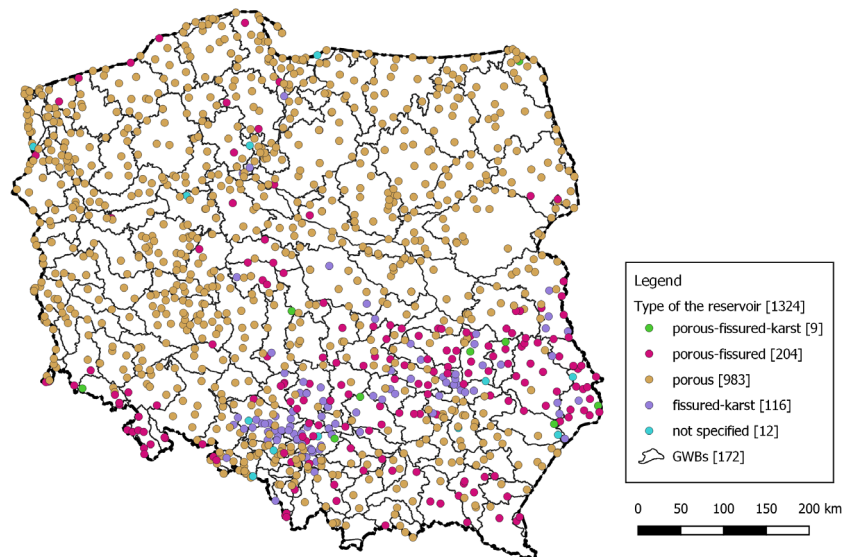 Legend
Type of the reservoir [1324]
porous-fissured-karst [9]
porous-fissured [204]
porous [983]
fissured-karst [116]
not specified [12]
GWBs [172]
0 50 100 150 200 km